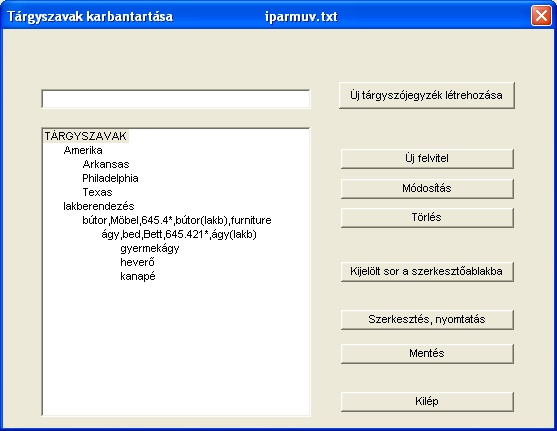 Tárgyszavak karbantartása iparmuv.txt
Új tárgyszójegyzék létrehozása
TÁRGYSZAVAK
Amerika
Arkansas
Philadelphia
Texas
lakberendezés
bútor,Möbel,645.4*,bútor(lakb),furniture
ágy,bed,Bett,645.421*,ágy(lakb)
gyermekágy
heverő
kanapé
Új felvitel
Módosítás
Törlés
Kijelölt sor a szerkesztőablakba
Szerkesztés, nyomtatás
Mentés
Kilép